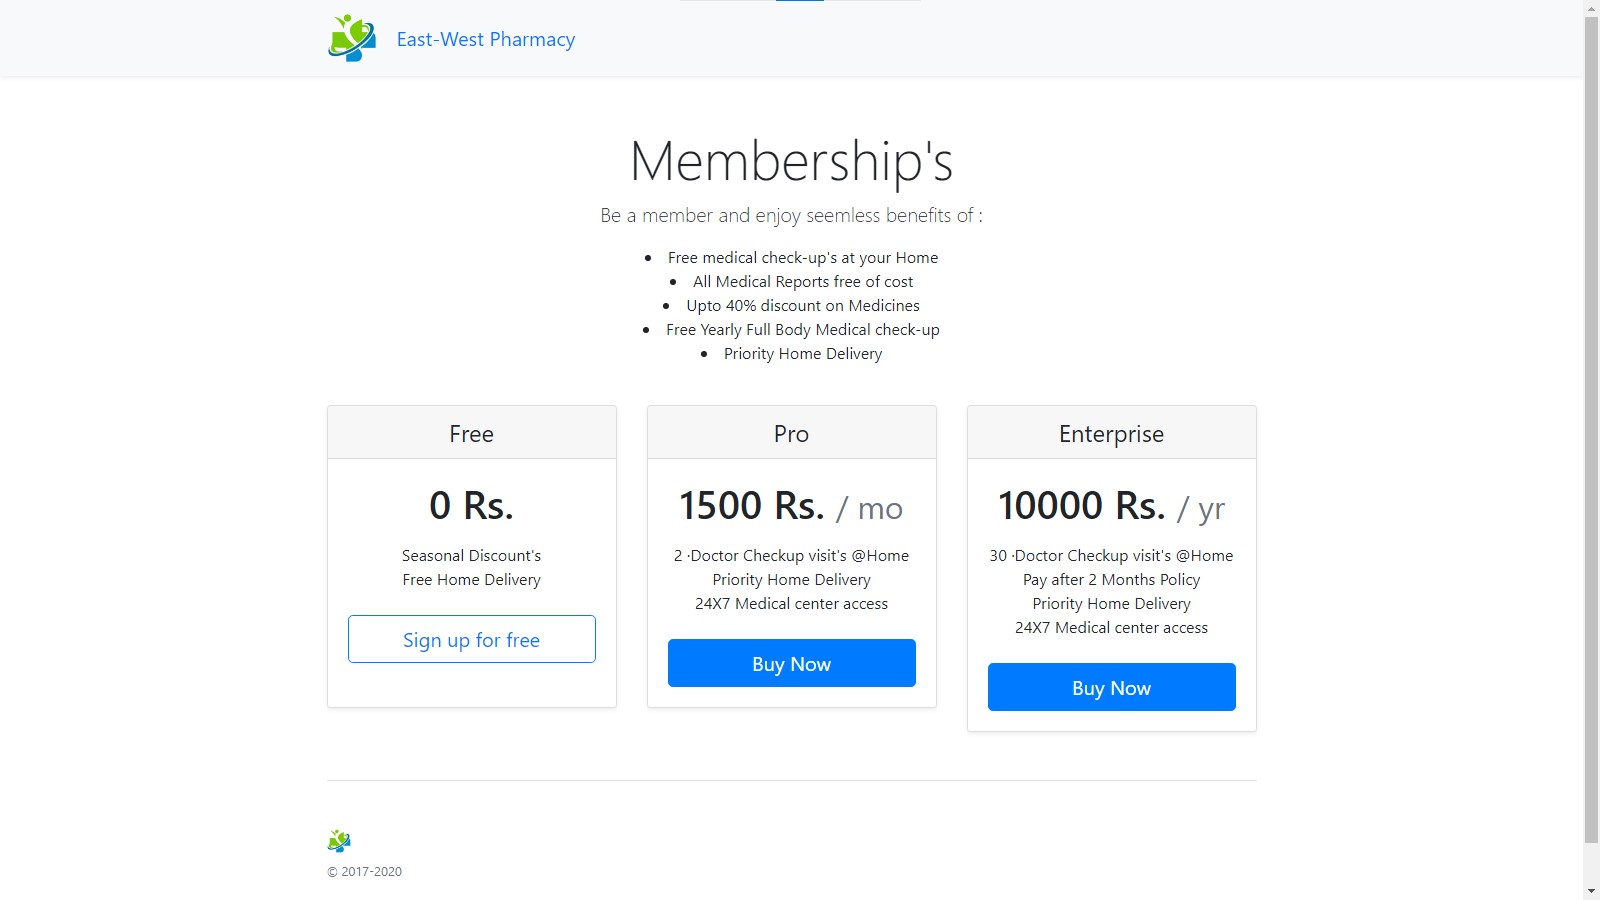 East-West Pharmacy
Membership's
Be a member and enjoy seemless benefits of :
• Free medical check-up's at your Home
• All Medical Reports free of cost
• Upto 40% discount on Medicines
• Free Yearly Full Body Medical check-up
• Priority Home Delivery
Free
0 Rs.
Seasonal Discount's
Free Home Delivery
Sign up for free
Pro
1500 Rs. / mo
2 ·Doctor Checkup visit's @Home
Priority Home Delivery
24X7 Medical center access
Buy Now
Enterprise
10000 Rs. / yr
30 ·Doctor Checkup visit's @Home
Pay after 2 Months Policy
Priority Home Delivery
24X7 Medical center access
Buy Now
© 2017-2020